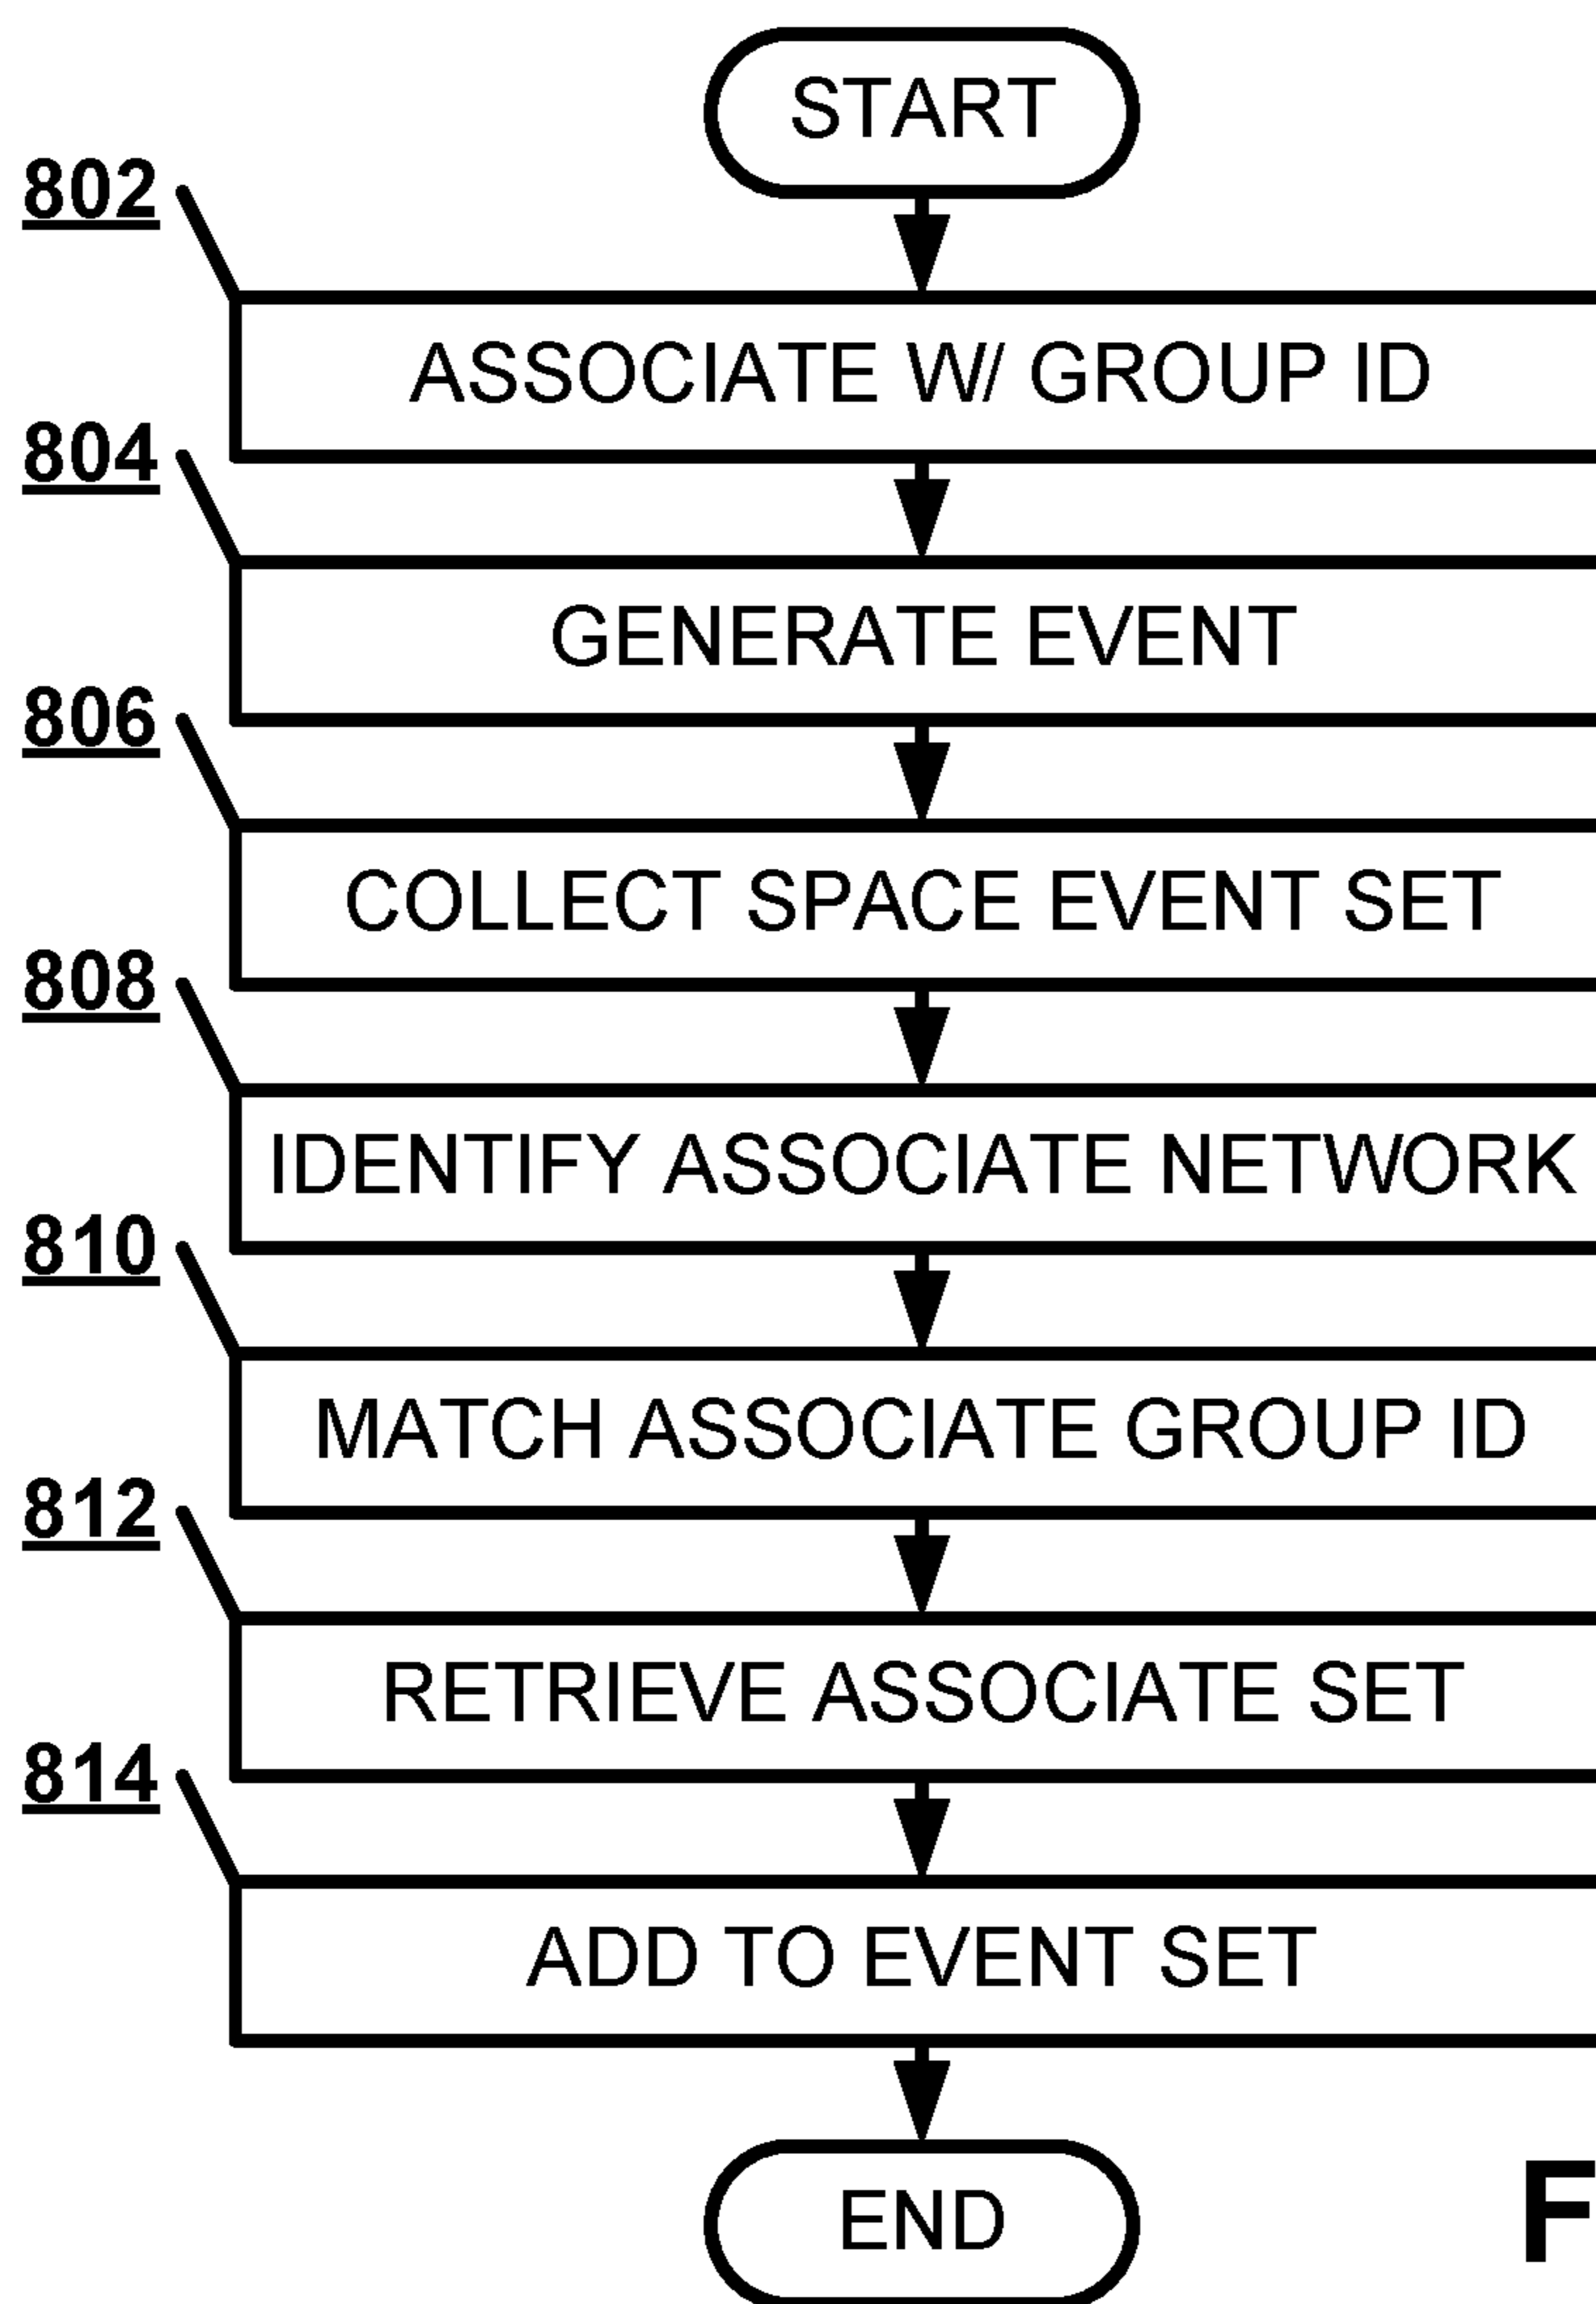 START
802
ASSOCIATE W/ GROUP ID
804
GENERATE EVENT
806
COLLECT SPACE EVENT SET
808
IDENTIFY ASSOCIATE NETWORK
810
MATCH ASSOCIATE GROUP ID
812
RETRIEVE ASSOCIATE SET
814
ADD TO EVENT SET
END
F